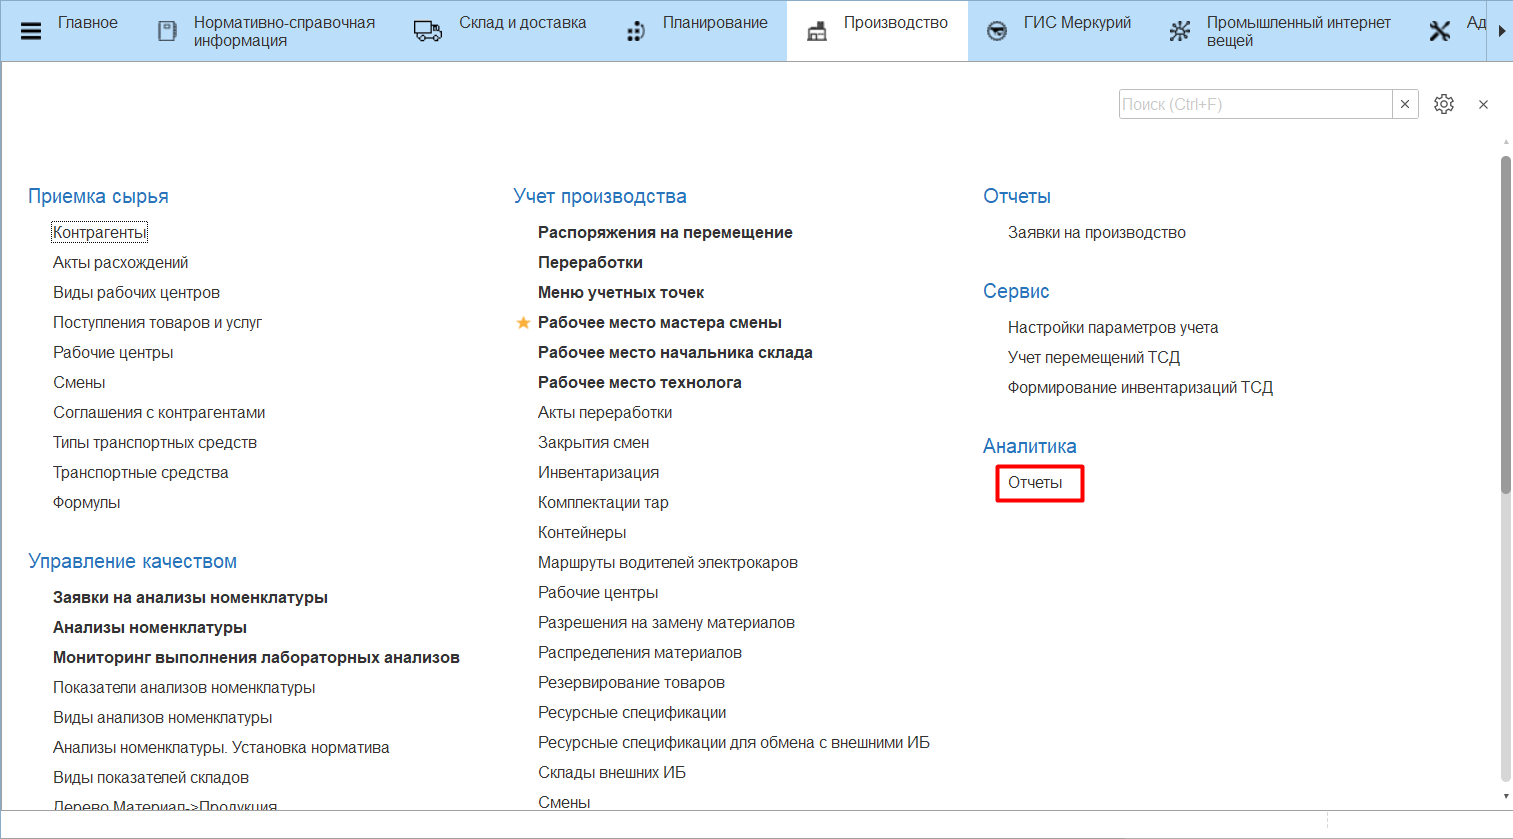 Главное
Нормативно-справочная
информация
Склад и доставка
Планирование
Производство
ГИС Меркурий
Промышленный интернет
вещей
Ад
Поиск (Ctrl+F)
Приемка сырья
Контрагенты
Акты расхождений
Виды рабочих центров
Поступления товаров и услуг
Рабочие центры
Смены
Соглашения с контрагентами
Типы транспортных средств
Транспортные средства
Формулы
Управление качеством
Заявки на анализы номенклатуры
Анализы номенклатуры
Мониторинг выполнения лабораторных анализов
Показатели анализов номенклатуры
Виды анализов номенклатуры
Анализы номенклатуры. Установка норматива
Виды показателей складов
Дерево Материал->Продукция
Учет производства
Распоряжения на перемещение
Переработки
Меню учетных точек
Рабочее место мастера смены
Рабочее место начальника склада
Рабочее место технолога
Акты переработки
Закрытия смен
Инвентаризация
Комплектации тар
Контейнеры
Маршруты водителей электрокаров
Рабочие центры
Разрешения на замену материалов
Распределения материалов
Резервирование товаров
Ресурсные спецификации
Ресурсные спецификации для обмена с внешними ИБ
Склады внешних ИБ
Смены
Отчеты
Заявки на производство
Сервис
Настройки параметров учета
Учет перемещений ТСД
Формирование инвентаризаций ТСД
Аналитика
Отчеты